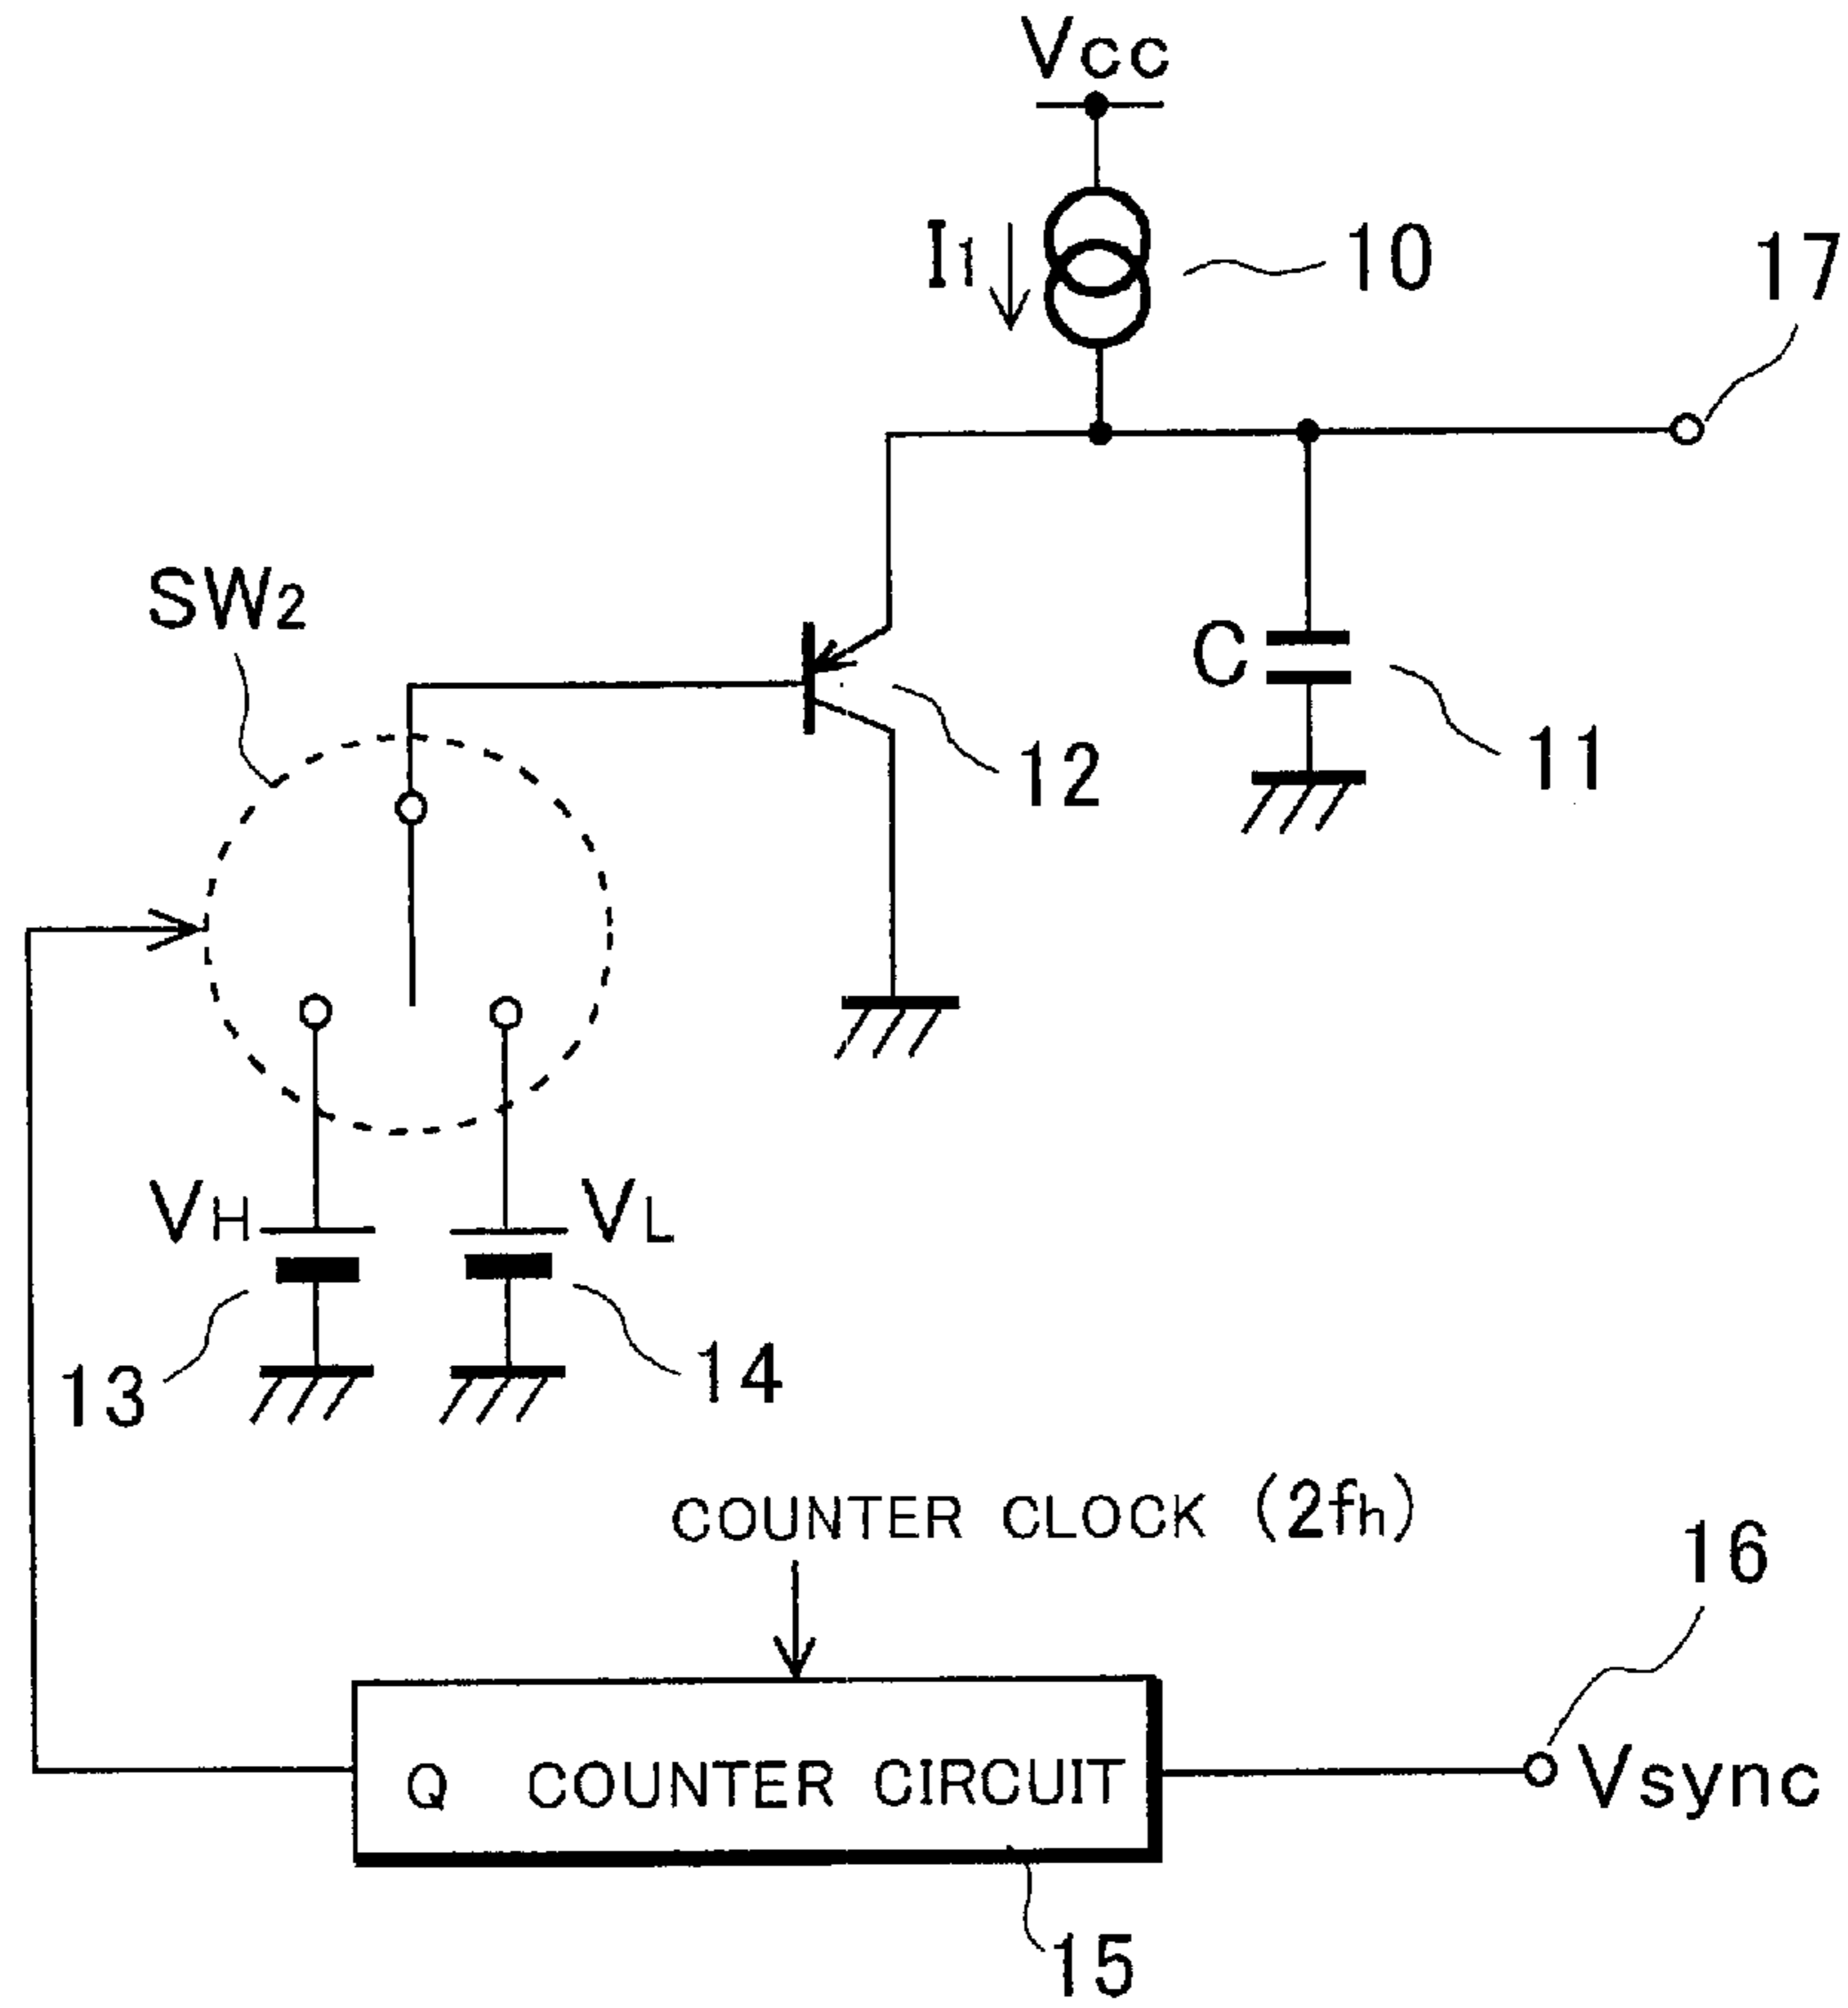 Vcc
I1
10
17
SW2
C
12
11
VH
VL
13
14
COUNTER CLOCK (2fh)
16
Q COUNTER CIRCUIT
Vsync
15